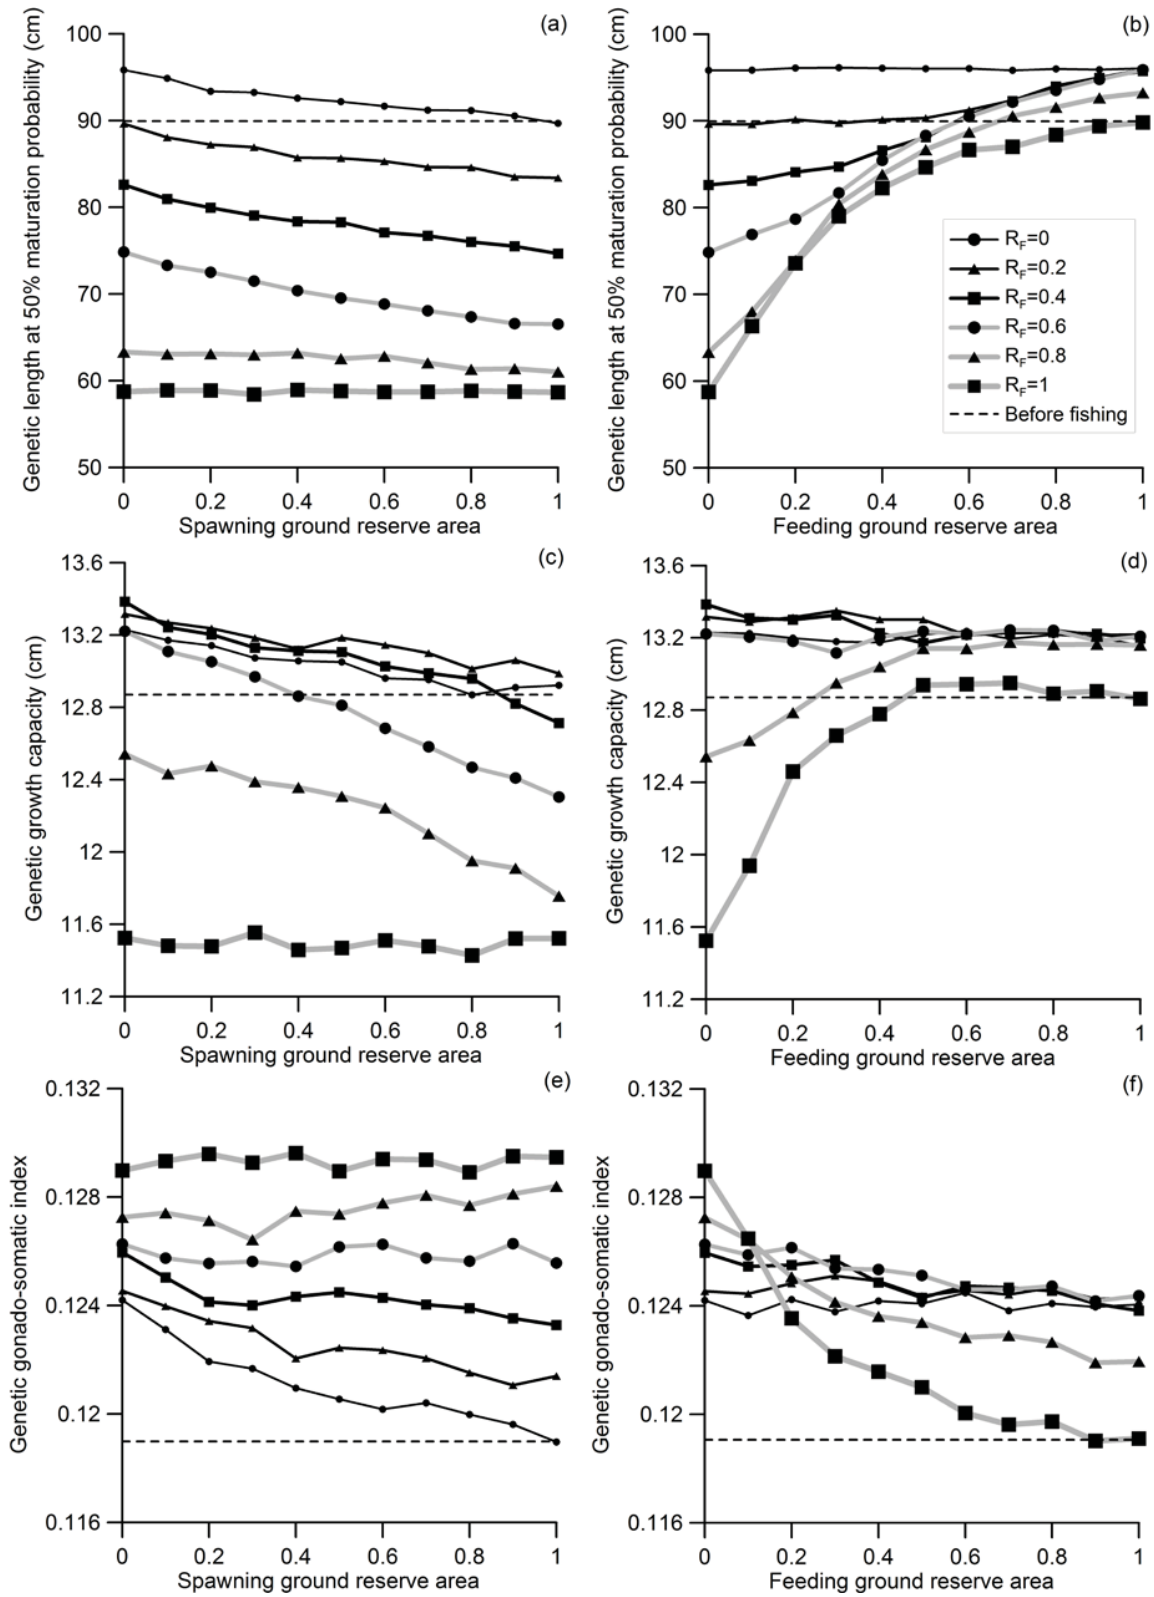 (a)
Genetic length at 50% maturation probability (cm)
100
90
80
70
60
50
0 0.2 0.4 0.6 0.8 1
Spawning ground reserve area
(b)
Genetic length at 50% maturation probability (cm)
100
90
80
70
60
50
R_F=0
R_F=0.2
R_F=0.4
R_F=0.6
R_F=0.8
R_F=1
Before fishing
0 0.2 0.4 0.6 0.8 1
Feeding ground reserve area
(c)
Genetic growth capacity (cm)
13.6
13.2
12.8
12.4
12
11.6
11.2
0 0.2 0.4 0.6 0.8 1
Spawning ground reserve area
(d)
Genetic growth capacity (cm)
13.6
13.2
12.8
12.4
12
11.6
11.2
0 0.2 0.4 0.6 0.8 1
Feeding ground reserve area
(e)
Genetic gonado-somatic index
0.132
0.128
0.124
0.12
0.116
0 0.2 0.4 0.6 0.8 1
Spawning ground reserve area
(f)
Genetic gonado-somatic index
0.132
0.128
0.124
0.12
0.116
0 0.2 0.4 0.6 0.8 1
Feeding ground reserve area